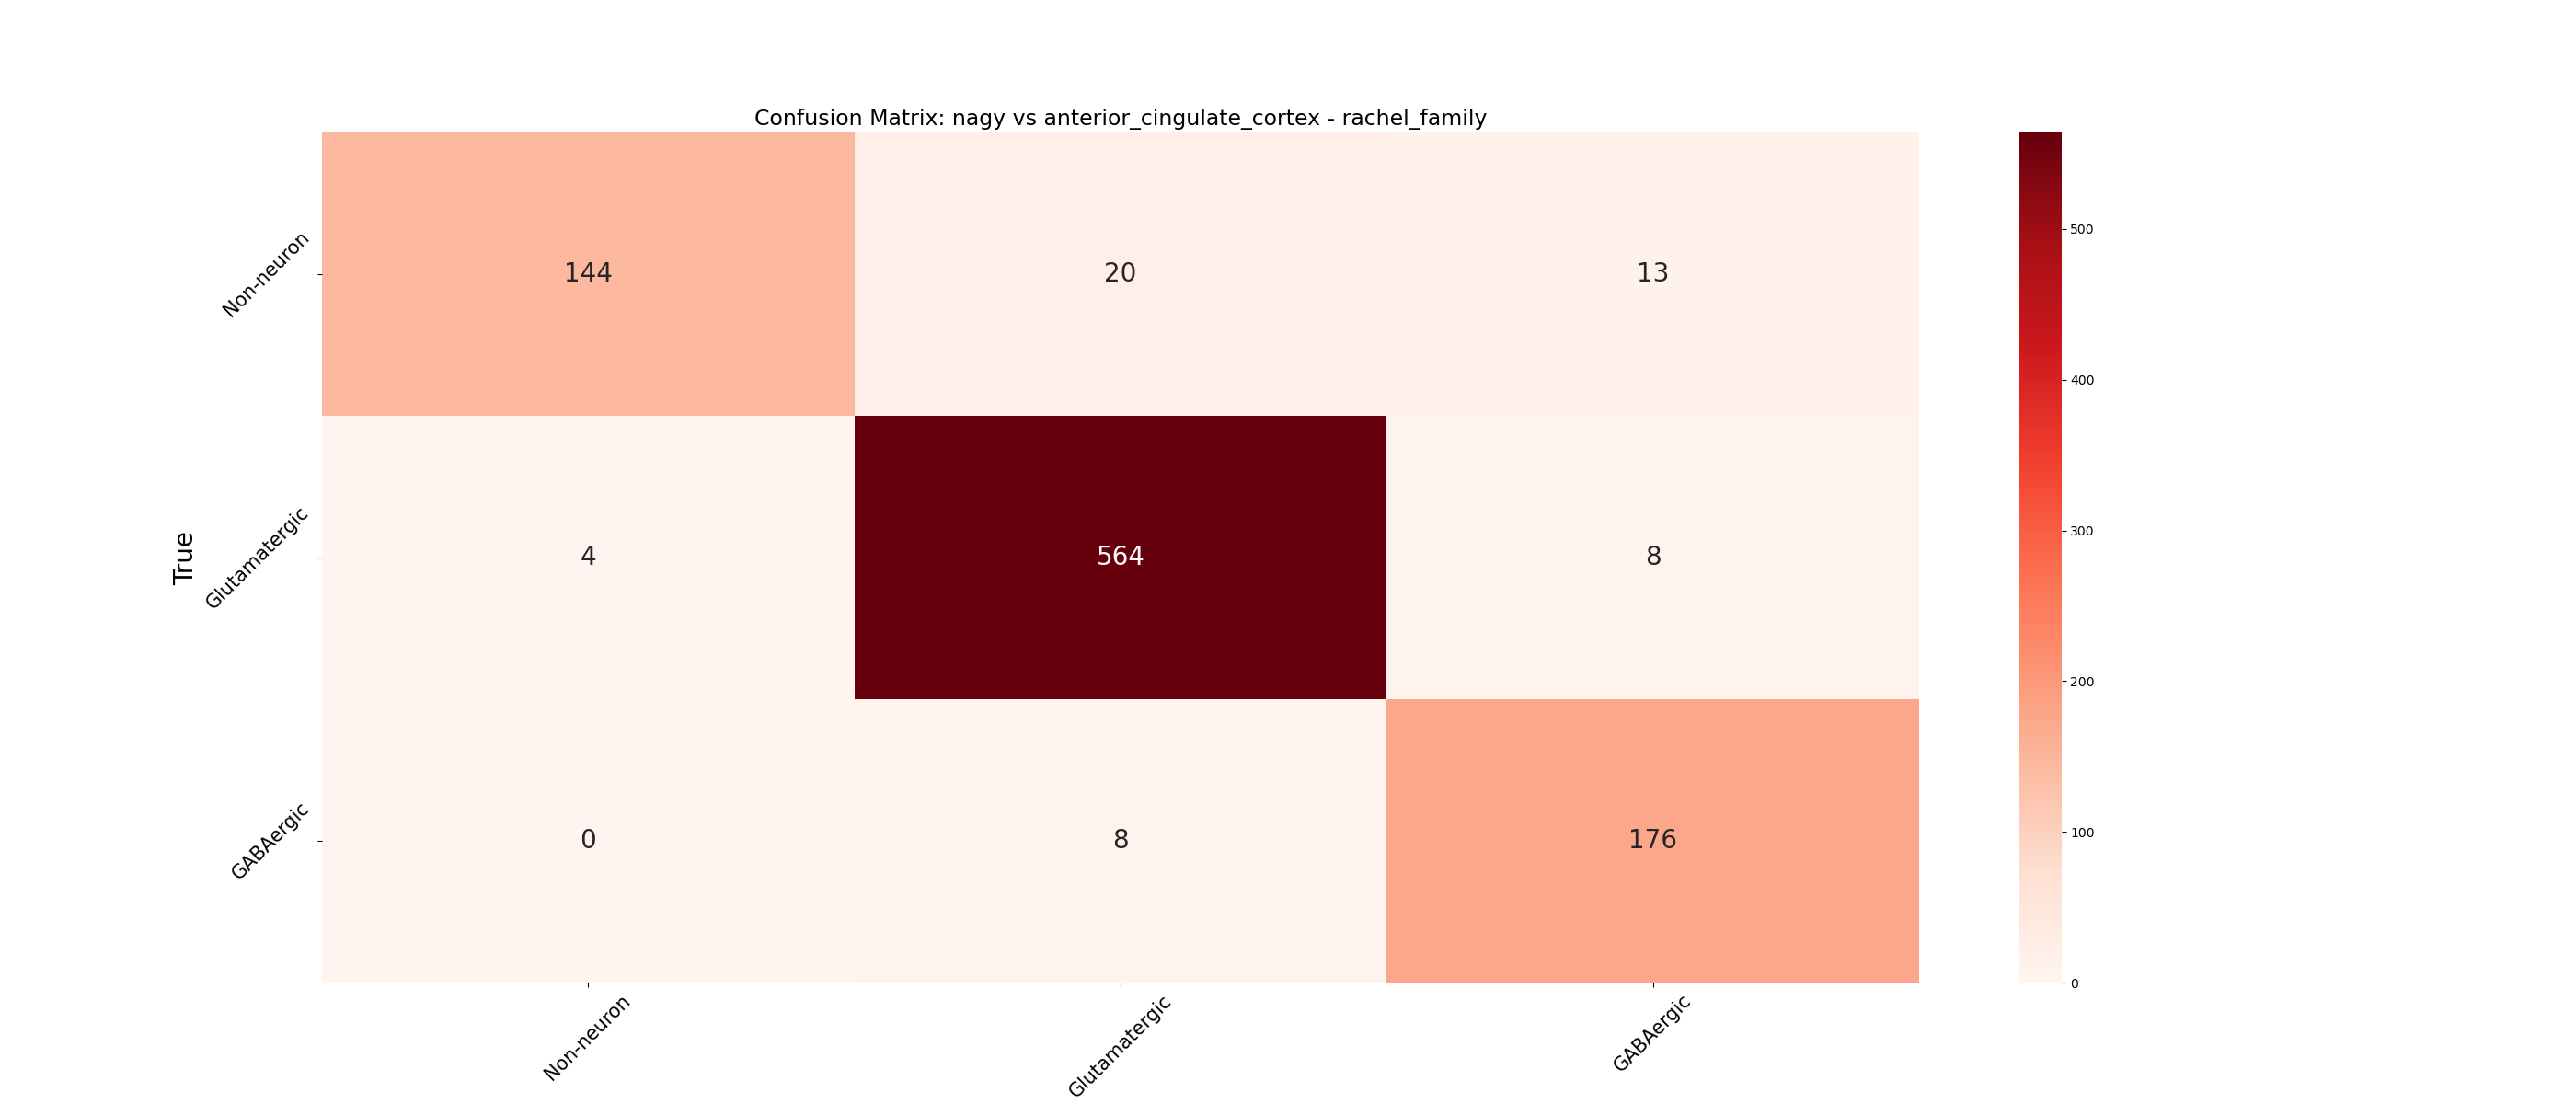 Confusion Matrix: nagy vs anterior_cingulate_cortex - rachel_family
Non-neuron
144
20
13
500
400
True
Glutamatergic
4
564
8
300
200
GABAergic
0
8
176
100
0
Non-neuron
Glutamatergic
GABAergic